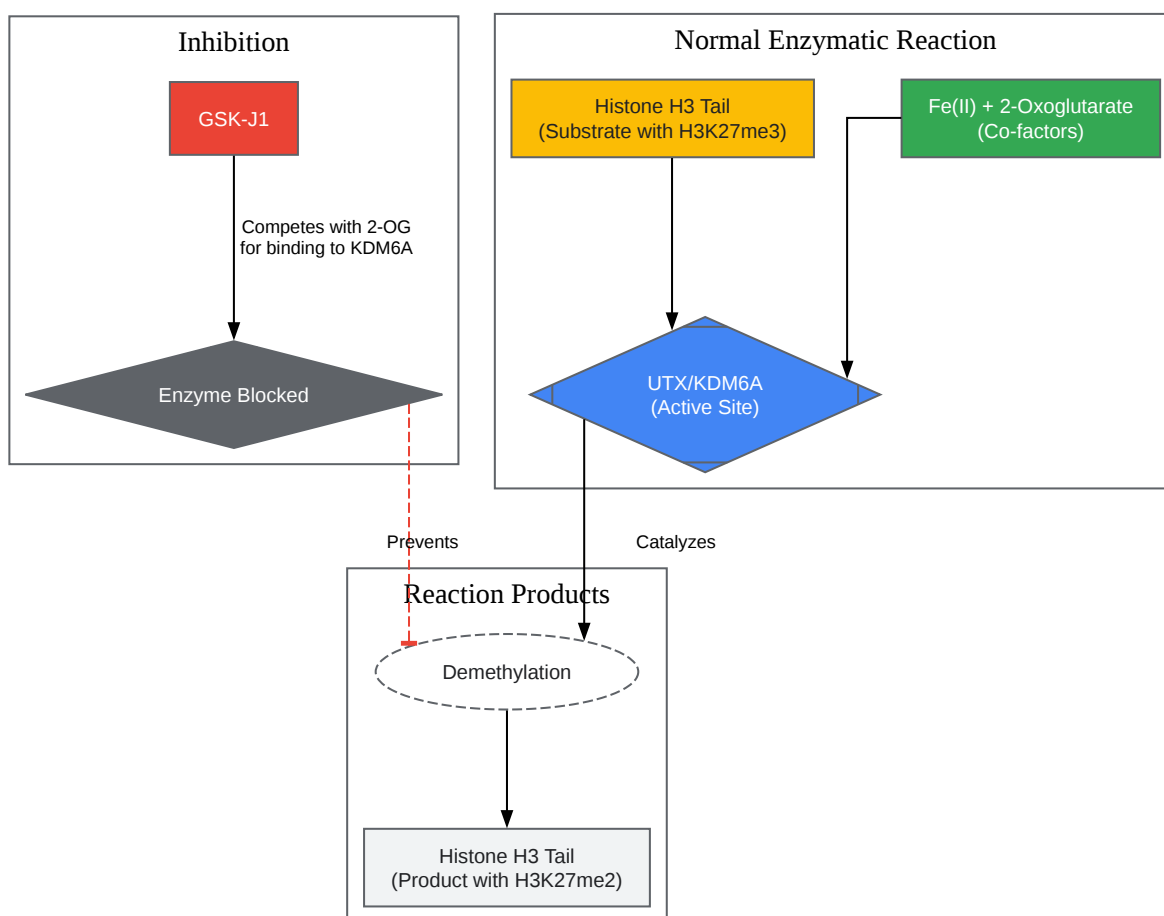 Inhibition
GSK-J1
Competes with 2-OG
for binding to KDM6A
Enzyme Blocked
Normal Enzymatic Reaction
Histone H3 Tail
(Substrate with H3K27me3)
Fe(II) + 2-Oxoglutarate
(Co-factors)
UTX/KDM6A
(Active Site)
Prevents
Catalyzes
Reaction Products
Demethylation
Histone H3 Tail
(Product with H3K27me2)